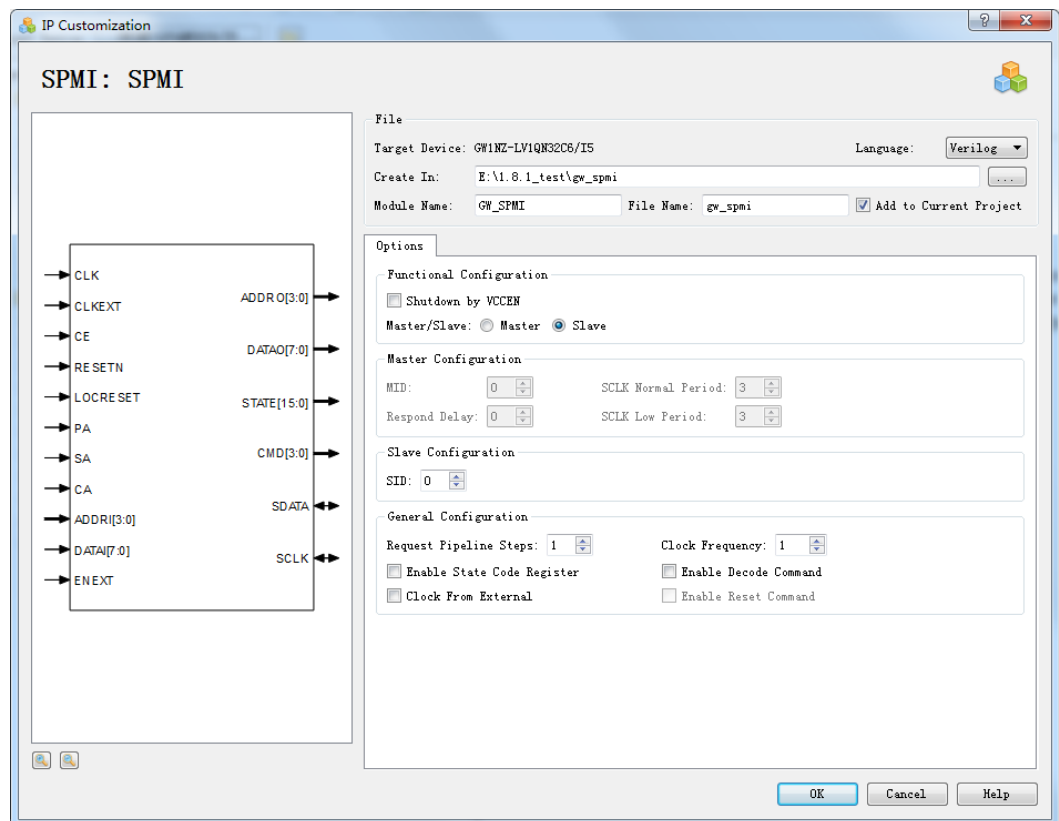 IP Customization
SPMI: SPMI
CLK
CLKEXT
CE
RESETN
LOCRESET
PA
SA
CA
ADDRI[3:0]
DATAI[7:0]
ENEXT
ADDRO[3:0]
DATAO[7:0]
STATE[15:0]
CMD[3:0]
SDATA
SCLK
File
Target Device: GW1NZ-LV1QN32C6/I5 Language: Verilog
Create In: E:\1.8.1_test\gw_spmi ...
Module Name: GW_SPMI File Name: gw_spmi Add to Current Project
Options
Functional Configuration
Shutdown by VCCEN
Master/Slave: Master Slave
Master Configuration
MID: 0 SCLK Normal Period: 3
Respond Delay: 0 SCLK Low Period: 3
Slave Configuration
SID: 0
General Configuration
Request Pipeline Steps: 1 Clock Frequency: 1
Enable State Code Register Enable Decode Command
Clock From External Enable Reset Command
OK Cancel Help